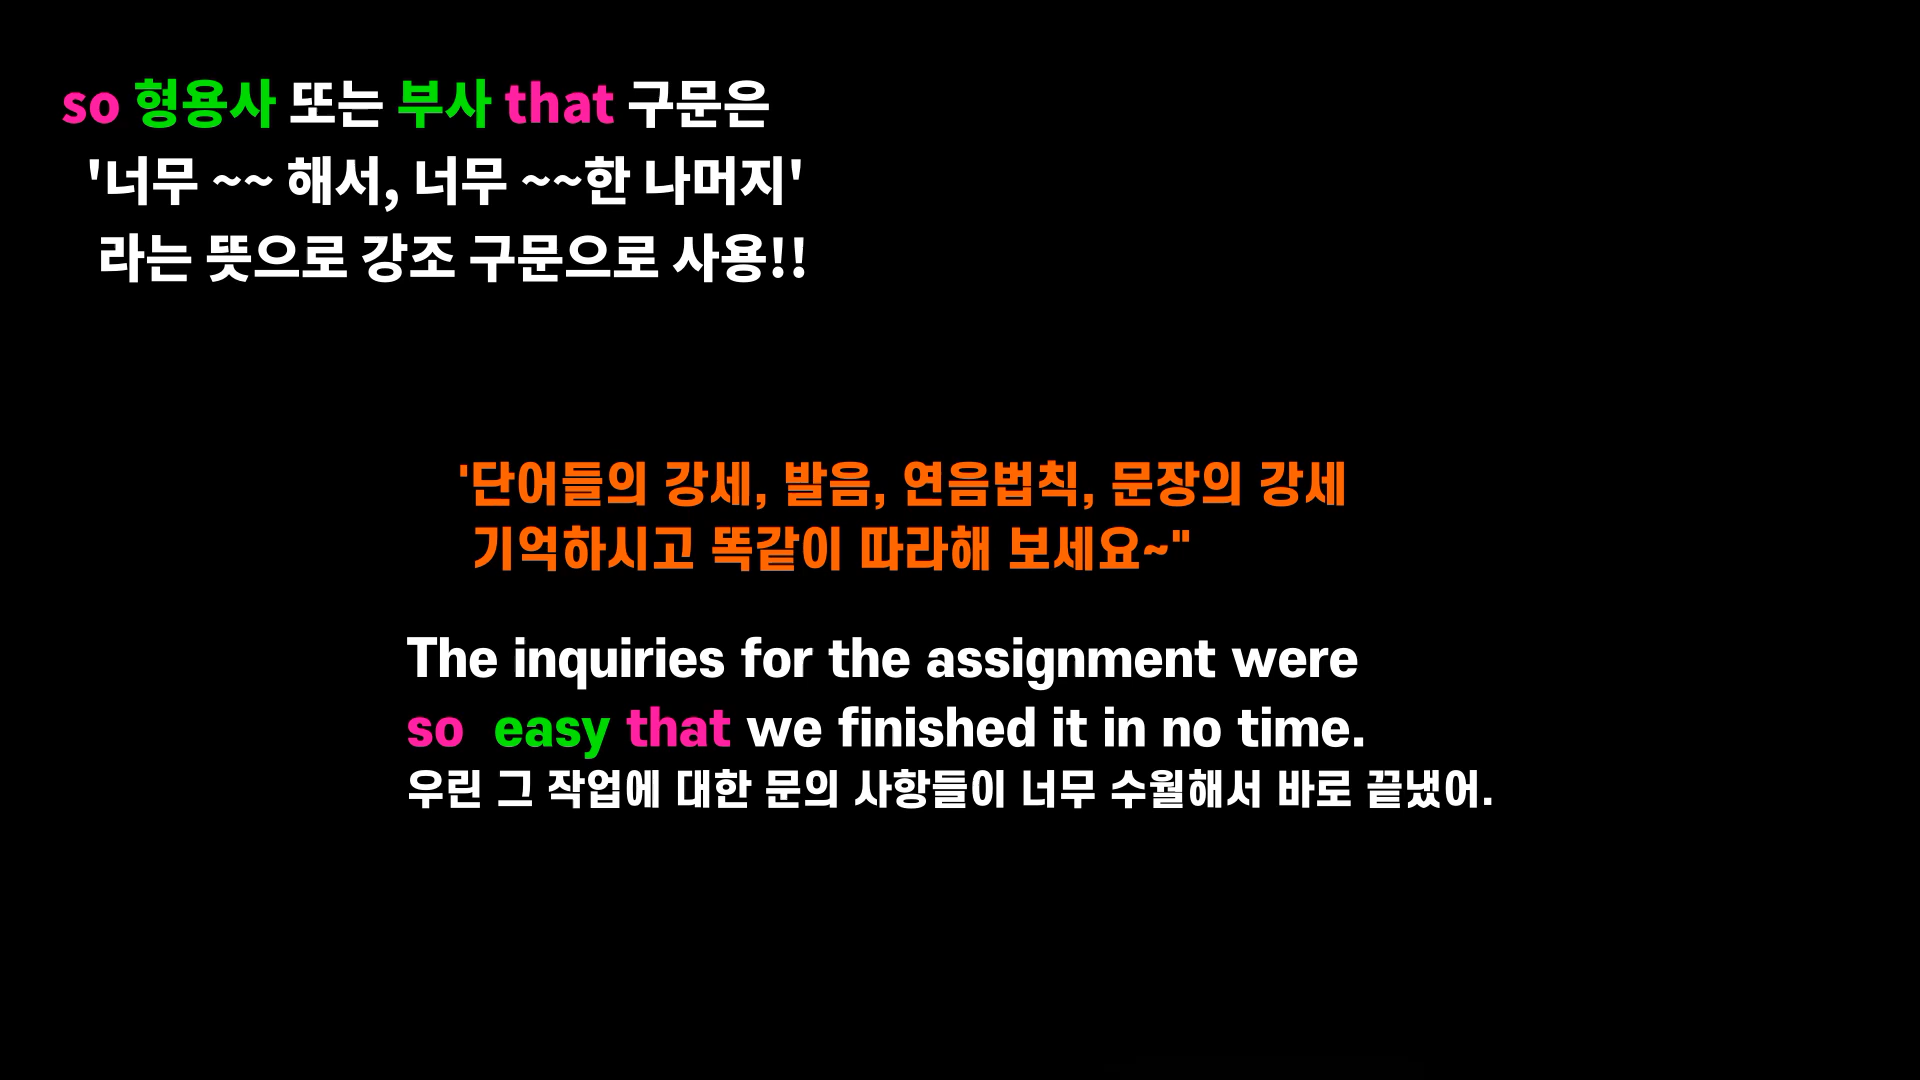 so 형용사 또는 부사 that 구문은
'너무 ~~ 해서, 너무 ~~한 나머지'
라는 뜻으로 강조 구문으로 사용!!
'단어들의 강세, 발음, 연음법칙, 문장의 강세
기억하시고 똑같이 따라해 보세요~"
The inquiries for the assignment were
so easy that we finished it in no time.
우린 그 작업에 대한 문의 사항들이 너무 수월해서 바로 끝냈어.